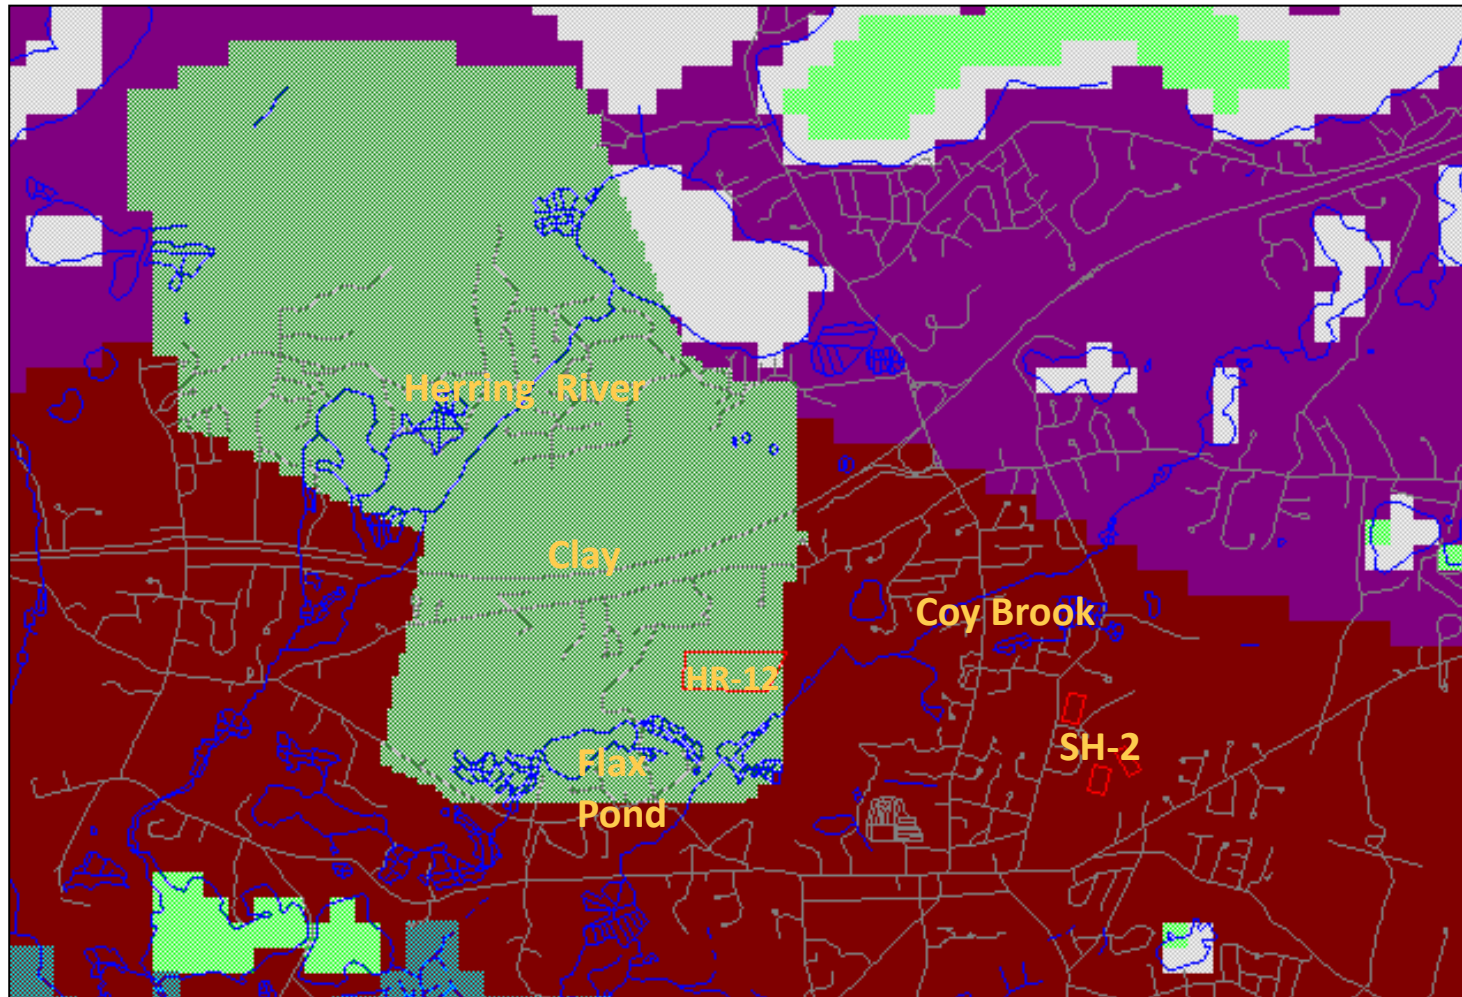 Herring River
Clay
Coy Brook
HR-12
SH-2
Flax
Pond